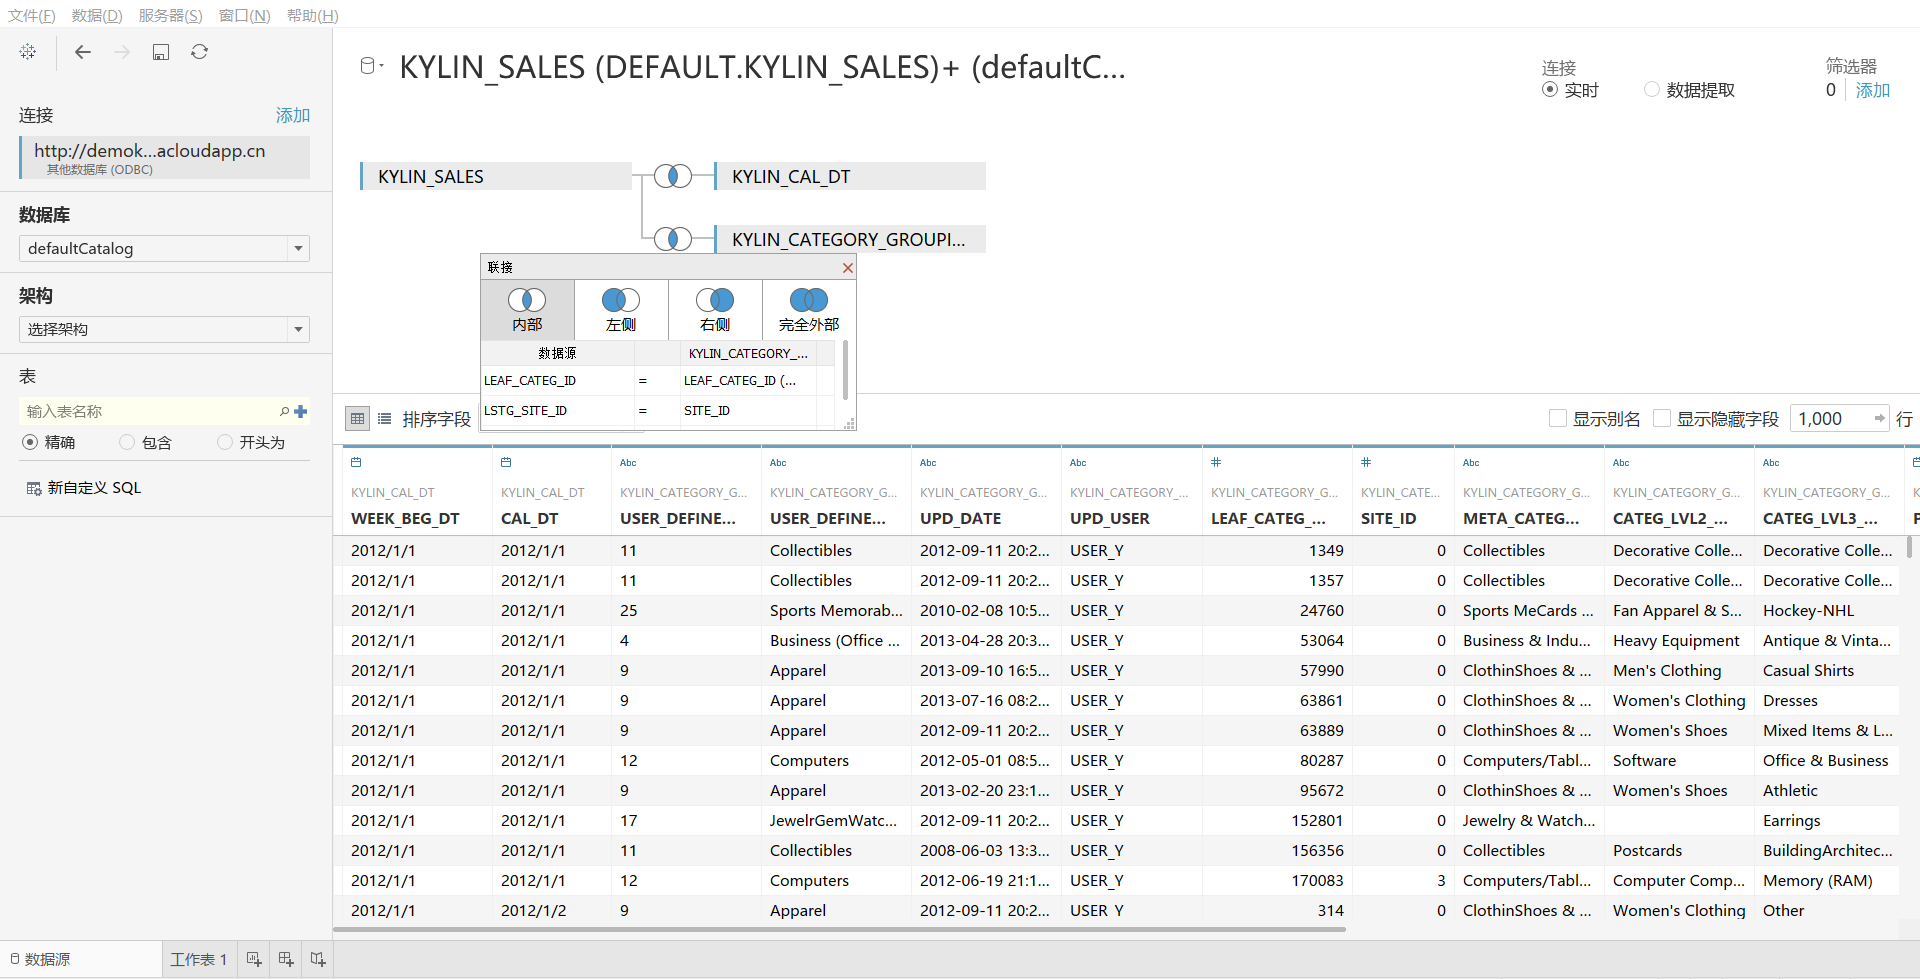 文件(F) 数据(D) 服务器(S) 窗口(N) 帮助(H)
连接 添加
http://demok...acloudapp.cn
其他数据库 (ODBC)
数据库
defaultCatalog
架构
选择架构
表
输入表名称
精确 包含 开头为
新自定义 SQL
KYLIN_SALES (DEFAULT.KYLIN_SALES)+ (defaultC...
连接
实时 数据提取
筛选器
0 添加
KYLIN_SALES KYLIN_CAL_DT
KYLIN_CATEGORY_GROUPI...
联接
内部 左侧 右侧 完全外部
数据源 KYLIN_CATEGORY_...
LEAF_CATEG_ID = LEAF_CATEG_ID (...
LSTG_SITE_ID = SITE_ID
排序字段 显示别名 显示隐藏字段 1,000 行
Abc Abc Abc Abc Abc Abc Abc
KYLIN_CAL_DT KYLIN_CAL_DT KYLIN_CATEGORY_G... KYLIN_CATEGORY_G... KYLIN_CATEGORY_G... KYLIN_CATEGORY_... KYLIN_CATEGORY_G... KYLIN_CATE... KYLIN_CATEGORY_G... KYLIN_CATEGORY_G... KYLIN_CATEGORY_G...
WEEK_BEG_DT CAL_DT USER_DEFINE... USER_DEFINE... UPD_DATE UPD_USER LEAF_CATEG_... SITE_ID META_CATEG... CATEG_LVL2_... CATEG_LVL3_...
2012/1/1 2012/1/1 11 Collectibles 2012-09-11 20:2... USER_Y 1349 0 Collectibles Decorative Colle... Decorative Colle...
2012/1/1 2012/1/1 11 Collectibles 2012-09-11 20:2... USER_Y 1357 0 Collectibles Decorative Colle... Decorative Colle...
2012/1/1 2012/1/1 25 Sports Memorab... 2010-02-08 10:5... USER_Y 24760 0 Sports MeCards ... Fan Apparel & S... Hockey-NHL
2012/1/1 2012/1/1 4 Business (Office ... 2013-04-28 20:3... USER_Y 53064 0 Business & Indu... Heavy Equipment Antique & Vinta...
2012/1/1 2012/1/1 9 Apparel 2013-09-10 16:5... USER_Y 57990 0 ClothinShoes & ... Men's Clothing Casual Shirts
2012/1/1 2012/1/1 9 Apparel 2013-07-16 08:2... USER_Y 63861 0 ClothinShoes & ... Women's Clothing Dresses
2012/1/1 2012/1/1 9 Apparel 2012-09-11 20:2... USER_Y 63889 0 ClothinShoes & ... Women's Shoes Mixed Items & L...
2012/1/1 2012/1/1 12 Computers 2012-05-01 08:5... USER_Y 80287 0 Computers/Tabl... Software Office & Business
2012/1/1 2012/1/1 9 Apparel 2013-02-20 23:1... USER_Y 95672 0 ClothinShoes & ... Women's Shoes Athletic
2012/1/1 2012/1/1 17 JewelrGemWatc... 2012-09-11 20:2... USER_Y 152801 0 Jewelry & Watch... Earrings
2012/1/1 2012/1/1 11 Collectibles 2008-06-03 13:3... USER_Y 156356 0 Collectibles Postcards BuildingArchitec...
2012/1/1 2012/1/1 12 Computers 2012-06-19 21:1... USER_Y 170083 3 Computers/Tabl... Computer Comp... Memory (RAM)
2012/1/1 2012/1/2 9 Apparel 2012-09-11 20:2... USER_Y 314 0 ClothinShoes & ... Women's Clothing Other
数据源 工作表 1